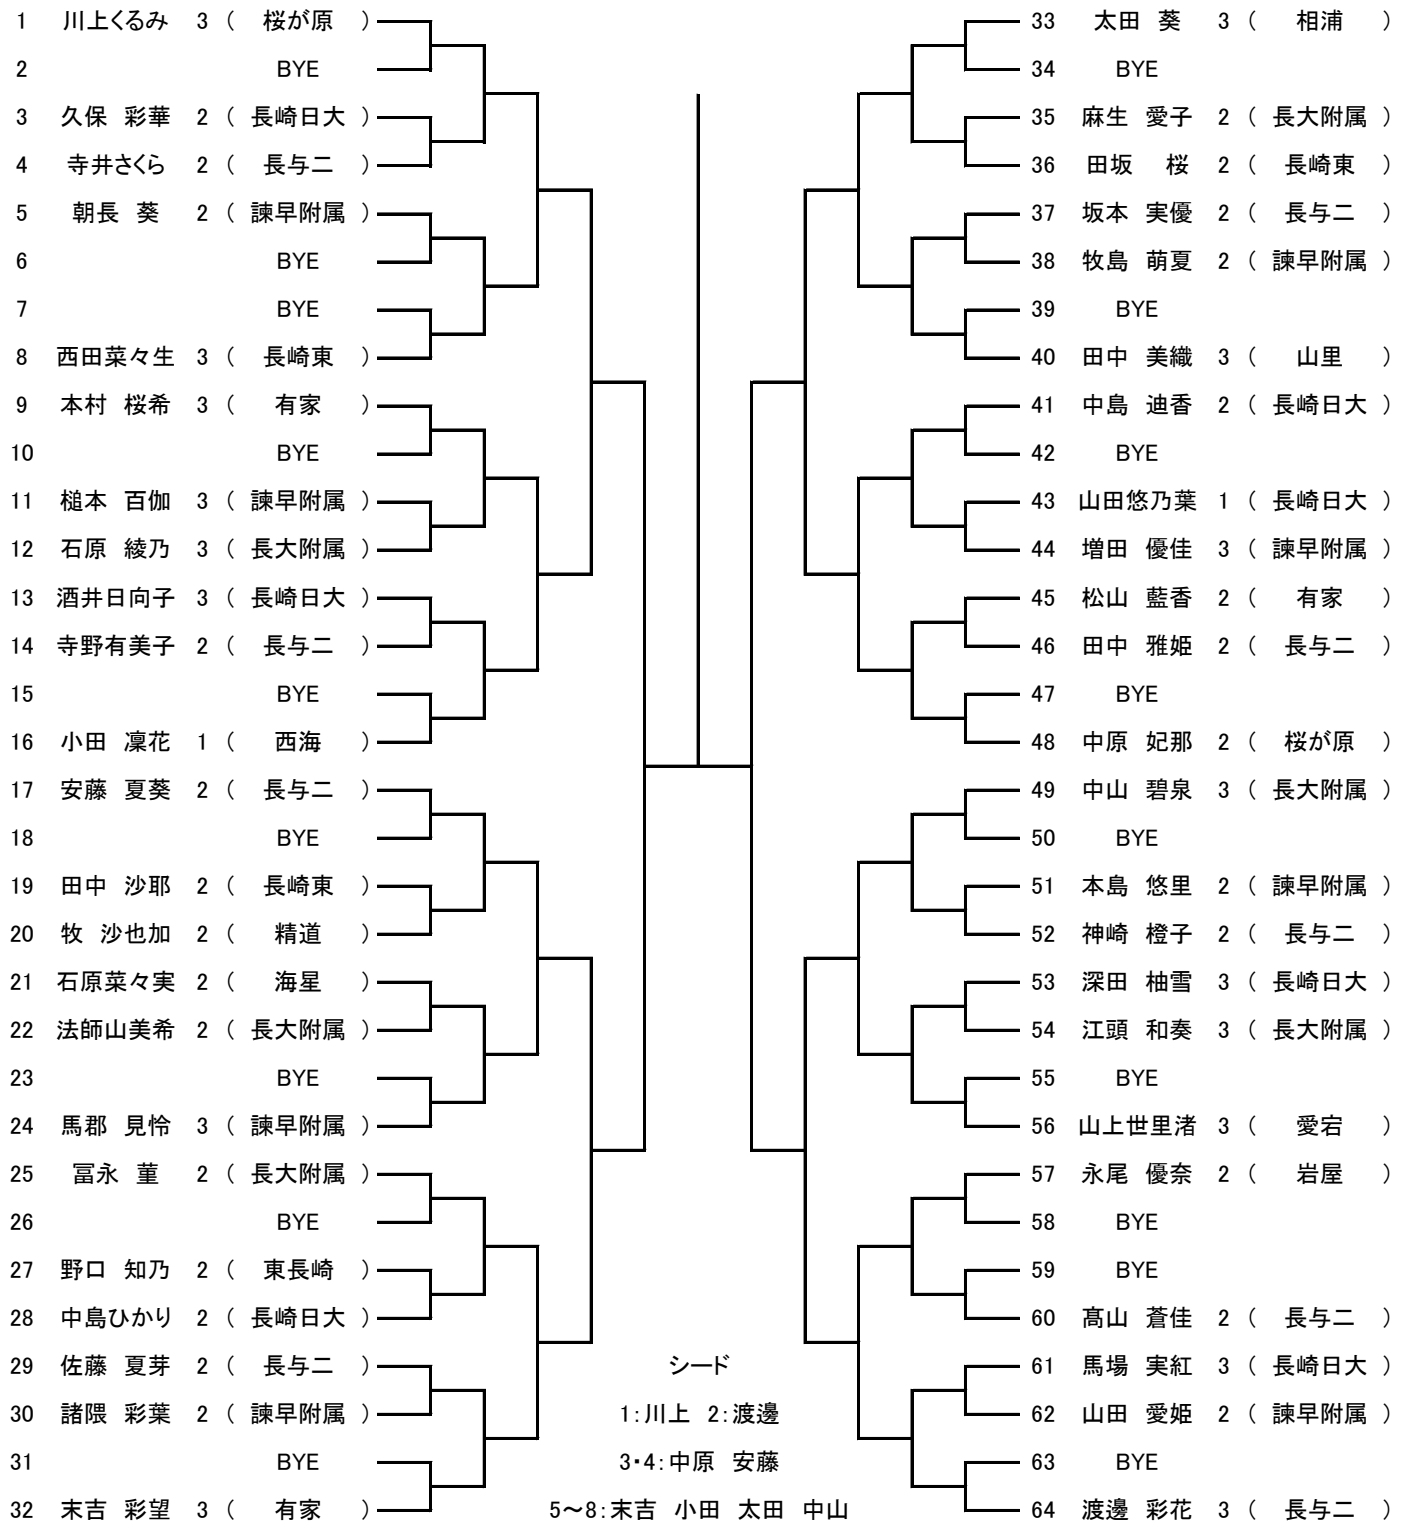 1 川上くるみ 3 ( 桜が原 )
2 BYE
3 久保 彩華 2 ( 長崎日大 )
4 寺井さくら 2 ( 長与二 )
5 朝長 葵 2 ( 諫早附属 )
6 BYE
7 BYE
8 西田菜々生 3 ( 長崎東 )
9 本村 桜希 3 ( 有家 )
10 BYE
11 槌本 百伽 3 ( 諫早附属 )
12 石原 綾乃 3 ( 長大附属 )
13 酒井日向子 3 ( 長崎日大 )
14 寺野有美子 2 ( 長与二 )
15 BYE
16 小田 凜花 1 ( 西海 )
17 安藤 夏葵 2 ( 長与二 )
18 BYE
19 田中 沙耶 2 ( 長崎東 )
20 牧 沙也加 2 ( 精道 )
21 石原菜々実 2 ( 海星 )
22 法師山美希 2 ( 長大附属 )
23 BYE
24 馬郡 見怜 3 ( 諫早附属 )
25 冨永 菫 2 ( 長大附属 )
26 BYE
27 野口 知乃 2 ( 東長崎 )
28 中島ひかり 2 ( 長崎日大 )
29 佐藤 夏芽 2 ( 長与二 )
30 諸隈 彩葉 2 ( 諫早附属 )
31 BYE
32 末吉 彩望 3 ( 有家 )
シード
1:川上 2:渡邊
3・4:中原 安藤
5～8:末吉 小田 太田 中山
33 太田 葵 3 ( 相浦 )
34 BYE
35 麻生 愛子 2 ( 長大附属 )
36 田坂 桜 2 ( 長崎東 )
37 坂本 実優 2 ( 長与二 )
38 牧島 萌夏 2 ( 諫早附属 )
39 BYE
40 田中 美織 3 ( 山里 )
41 中島 迪香 2 ( 長崎日大 )
42 BYE
43 山田悠乃葉 1 ( 長崎日大 )
44 増田 優佳 3 ( 諫早附属 )
45 松山 藍香 2 ( 有家 )
46 田中 雅姫 2 ( 長与二 )
47 BYE
48 中原 妃那 2 ( 桜が原 )
49 中山 碧泉 3 ( 長大附属 )
50 BYE
51 本島 悠里 2 ( 諫早附属 )
52 神崎 橙子 2 ( 長与二 )
53 深田 柚雪 3 ( 長崎日大 )
54 江頭 和奏 3 ( 長大附属 )
55 BYE
56 山上世里渚 3 ( 愛宕 )
57 永尾 優奈 2 ( 岩屋 )
58 BYE
59 BYE
60 髙山 蒼佳 2 ( 長与二 )
61 馬場 実紅 3 ( 長崎日大 )
62 山田 愛姫 2 ( 諫早附属 )
63 BYE
64 渡邊 彩花 3 ( 長与二 )